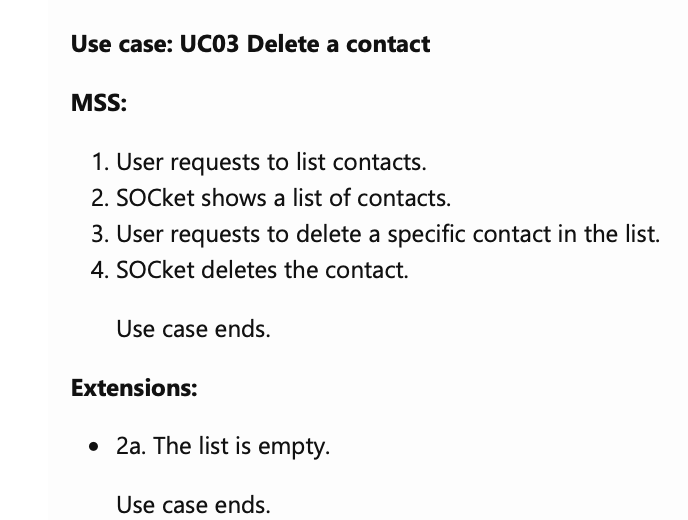 Use case: UC03 Delete a contact
MSS:
1. User requests to list contacts.
2. SOCket shows a list of contacts.
3. User requests to delete a specific contact in the list.
4. SOCket deletes the contact.
Use case ends.
Extensions:
• 2a. The list is empty.
Use case ends.